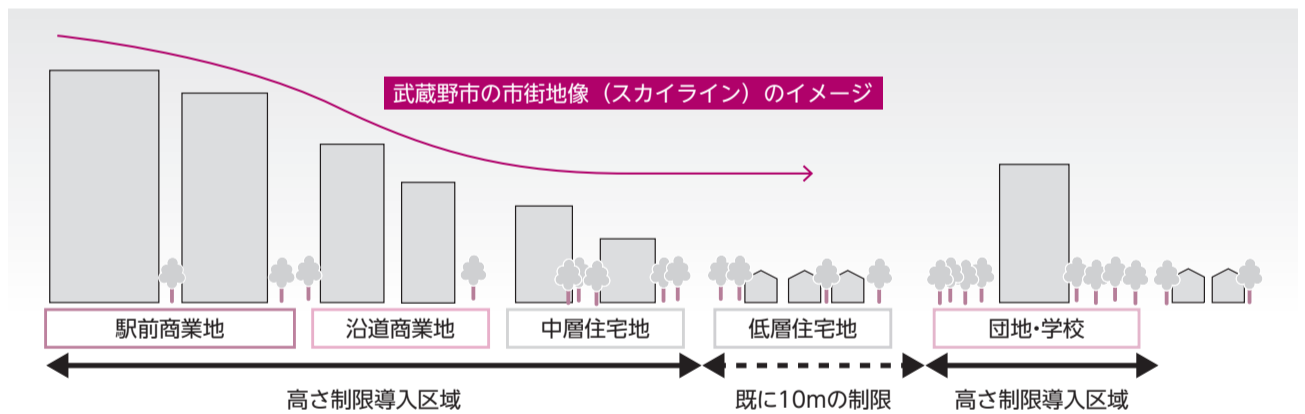 武蔵野市の市街地像（スカイライン）のイメージ
駅前商業地
沿道商業地
中層住宅地
低層住宅地
団地・学校
高さ制限導入区域
既に10mの制限
高さ制限導入区域